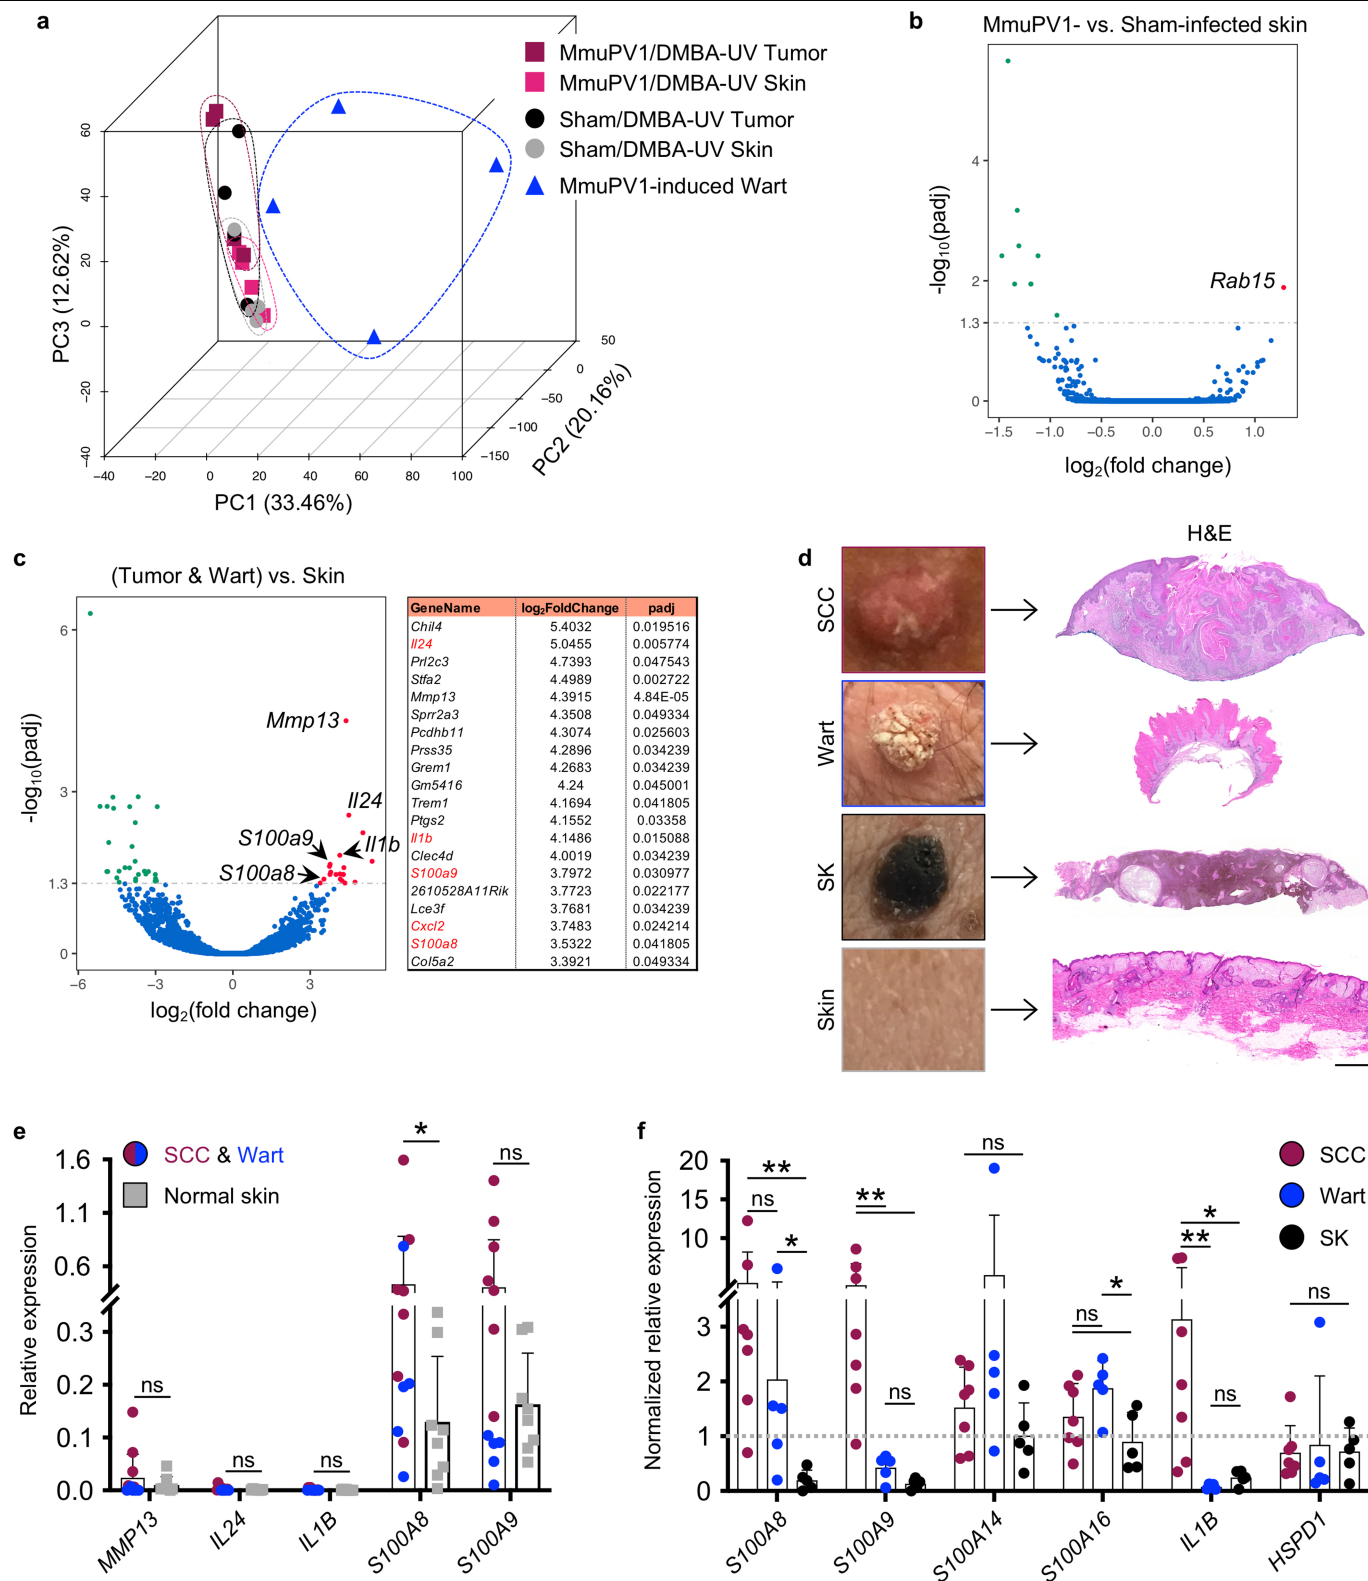 a
MmuPV1/DMBA-UV Tumor
MmuPV1/DMBA-UV Skin
Sham/DMBA-UV Tumor
Sham/DMBA-UV Skin
MmuPV1-induced Wart
PC3 (12.62%)
60
40
20
0
−20
−40
−40
−20
0
20
40
60
80
100
PC1 (33.46%)
50
0
−50
−100
−150
PC2 (20.16%)
b
MmuPV1- vs. Sham-infected skin
-log10(padj)
4
2
1.3
0
Rab15
−1.5
−1.0
−0.5
0.0
0.5
1.0
log2(fold change)
c
(Tumor & Wart) vs. Skin
-log10(padj)
6
3
1.3
0
Mmp13
Il24
S100a9
Il1b
S100a8
−6
−3
0
3
log2(fold change)
GeneName log2FoldChange padj
Chil4 5.4032 0.019516
Il24 5.0455 0.005774
Prl2c3 4.7393 0.047543
Stfa2 4.4989 0.002722
Mmp13 4.3915 4.84E-05
Sprr2a3 4.3508 0.049334
Pcdhb11 4.3074 0.025603
Prss35 4.2896 0.034239
Grem1 4.2683 0.034239
Gm5416 4.24 0.045001
Trem1 4.1694 0.041805
Ptgs2 4.1552 0.03358
Il1b 4.1486 0.015088
Clec4d 4.0019 0.034239
S100a9 3.7972 0.030977
2610528A11Rik 3.7723 0.022177
Lce3f 3.7681 0.034239
Cxcl2 3.7483 0.024214
S100a8 3.5322 0.041805
Col5a2 3.3921 0.049334
d
H&E
SCC
Wart
SK
Skin
e
SCC & Wart
Normal skin
Relative expression
1.6
1.1
0.6
0.3
0.2
0.1
0.0
ns
ns
ns
*
ns
MMP13
IL24
IL1B
S100A8
S100A9
f
SCC
Wart
SK
Normalized relative expression
20
15
10
3
2
1
0
**
ns
*
**
ns
ns
*
ns
*
**
ns
ns
S100A8
S100A9
S100A14
S100A16
IL1B
HSPD1